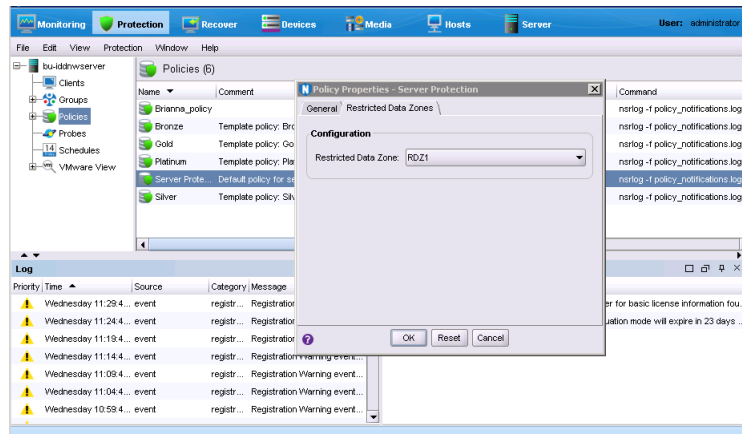 Monitoring Protection Recover Devices Media Hosts Server User: administrator
File Edit View Protection Window Help
bu-iddnwserver
Clients
Groups
Policies
Probes
14 Schedules
vm VMware View
Policies (6)
Name Comment Command
Brianna_policy nsrlog -f policy_notifications.log
Bronze Template policy: Bro nsrlog -f policy_notifications.log
Gold Template policy: Go nsrlog -f policy_notifications.log
Platinum Template policy: Pla nsrlog -f policy_notifications.log
Server Prote... Default policy for se nsrlog -f policy_notifications.log
Silver Template policy: Silv nsrlog -f policy_notifications.log
N Policy Properties - Server Protection
General Restricted Data Zones
Configuration
Restricted Data Zone: RDZ1
OK Reset Cancel
Log
Priority Time Source Category Message
Wednesday 11:29:4... event registr... Registration er for basic license information fou.
Wednesday 11:24:4... event registr... Registration uation mode will expire in 23 days ..
Wednesday 11:19:4... event registr... Registration
Wednesday 11:14:4... event registr... Registration Warning event...
Wednesday 11:09:4... event registr... Registration Warning event...
Wednesday 11:04:4... event registr... Registration Warning event...
Wednesday 10:59:4... event registr... Registration Warning event...